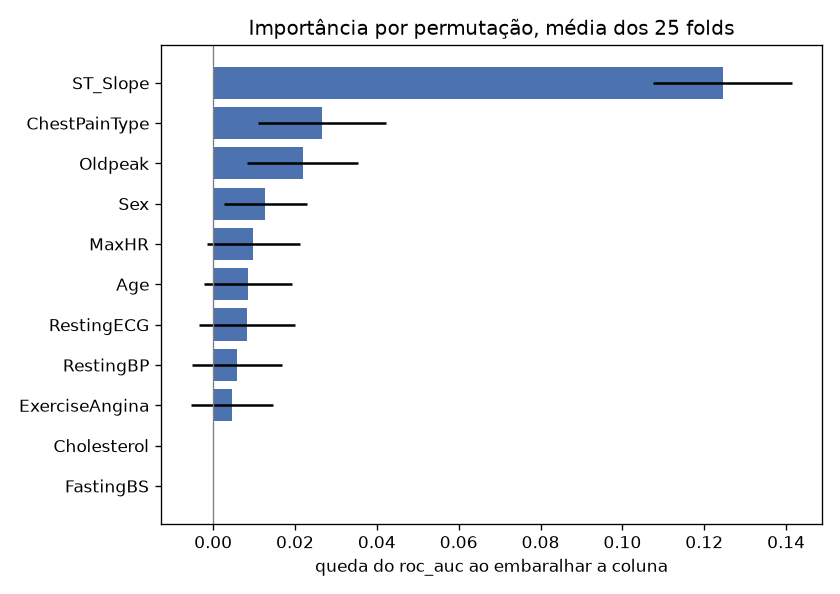 Importância por permutação, média dos 25 folds
ST_Slope
ChestPainType
Oldpeak
Sex
MaxHR
Age
RestingECG
RestingBP
ExerciseAngina
Cholesterol
FastingBS
0.00 0.02 0.04 0.06 0.08 0.10 0.12 0.14
queda do roc_auc ao embaralhar a coluna